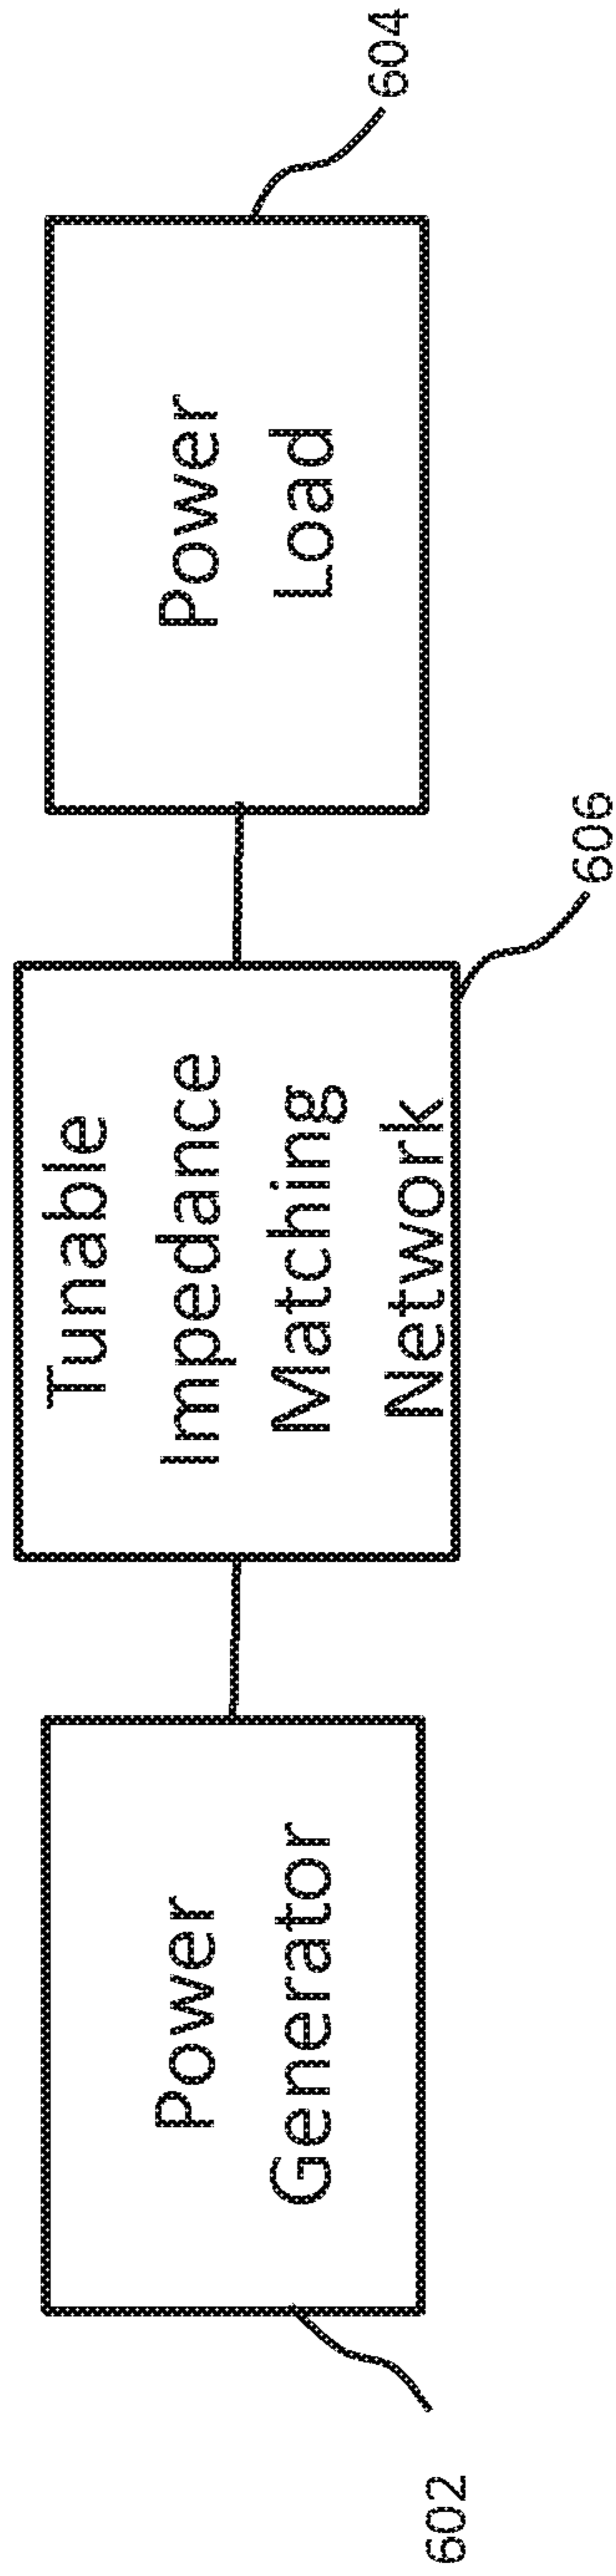 602
Power
Generator
Tunable
Impedance
Matching
Network
606
Power
Load
604